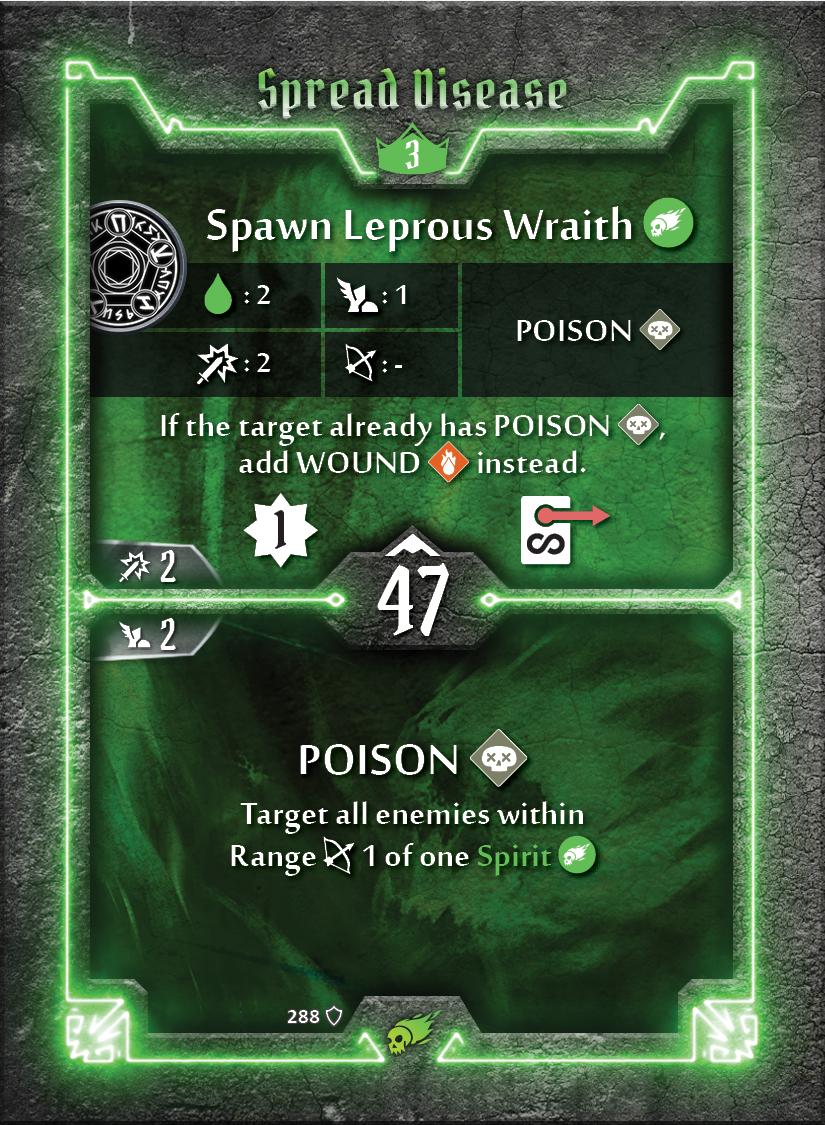 Spread Disease
3
Spawn Leprous Wraith
: 2
: 1
POISON
: 2
: -
If the target already has POISON ,
add WOUND instead.
1
2
47
2
POISON
Target all enemies within
Range 1 of one Spirit
288